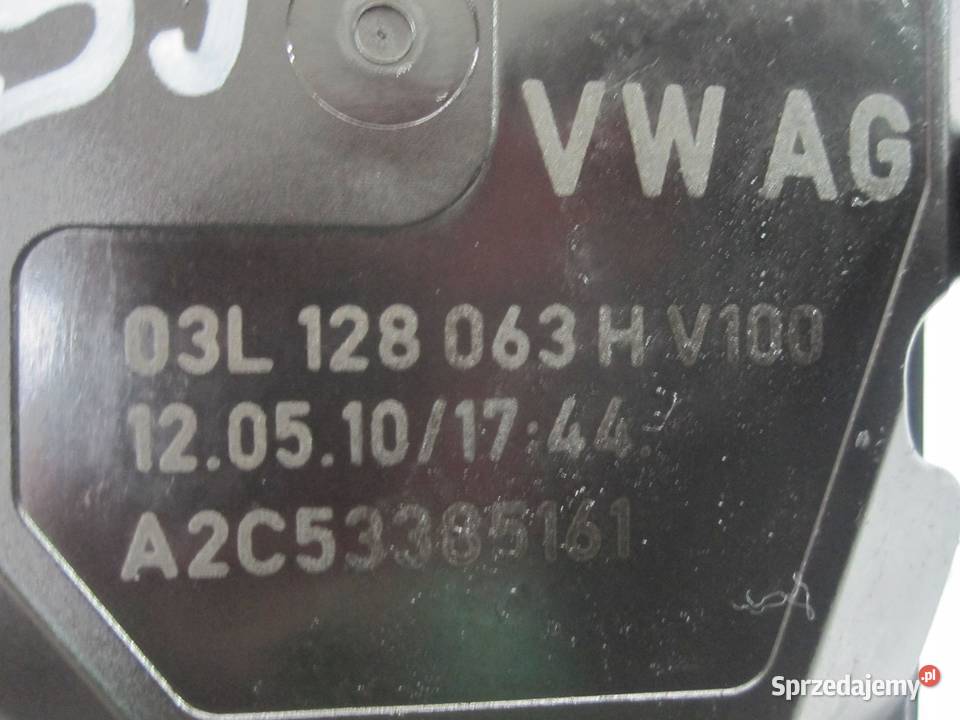 VW AG
03L 128 063 H V100
12.05.10/17:44
A2C53385161
Sprzedajemy.pl